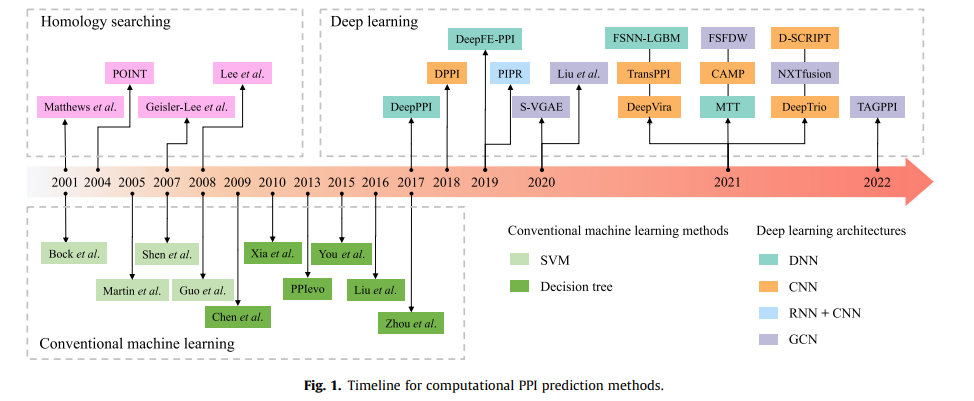 Homology searching
Deep learning
DeepFE-PPI
FSNN-LGBM
FSFDW
D-SCRIPT
POINT
Lee et al.
DPPI
PIPR
Liu et al.
TransPPI
CAMP
NXTfusion
Matthews et al.
Geisler-Lee et al.
DeepPPI
S-VGAE
DeepVira
MTT
DeepTrio
TAGPPI
2001 2004 2005 2007 2008 2009 2010 2013 2015 2016 2017 2018 2019 2020 2021 2022
Bock et al.
Shen et al.
Xia et al.
You et al.
Martin et al.
Guo et al.
PPIevo
Liu et al.
Chen et al.
Zhou et al.
Conventional machine learning
Conventional machine learning methods
SVM
Decision tree
Deep learning architectures
DNN
CNN
RNN + CNN
GCN
Fig. 1. Timeline for computational PPI prediction methods.